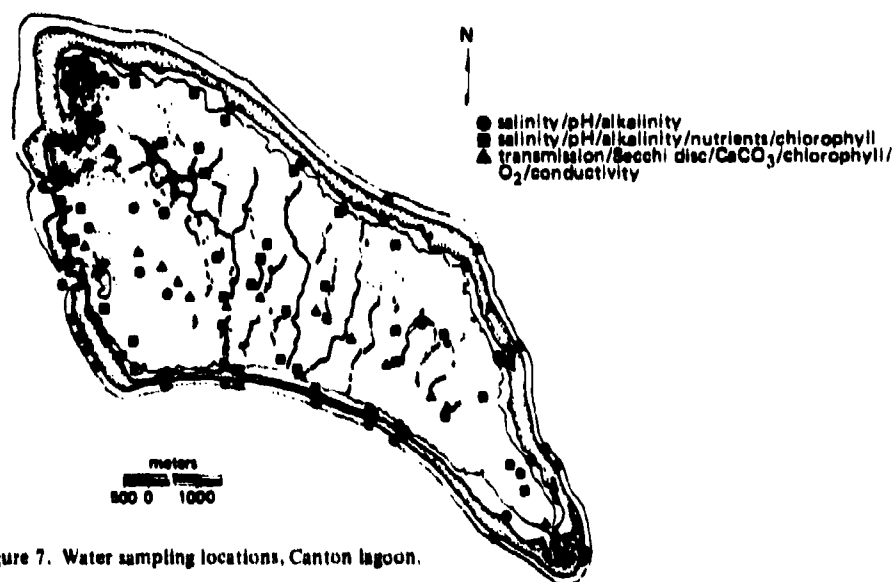 N
salinity/pH/alkalinity
salinity/pH/alkalinity/nutrients/chlorophyll
transmission/Secchi disc/CaCO3/chlorophyll/
O2/conductivity
meters
500 0 1000
gure 7. Water sampling locations, Canton lagoon.